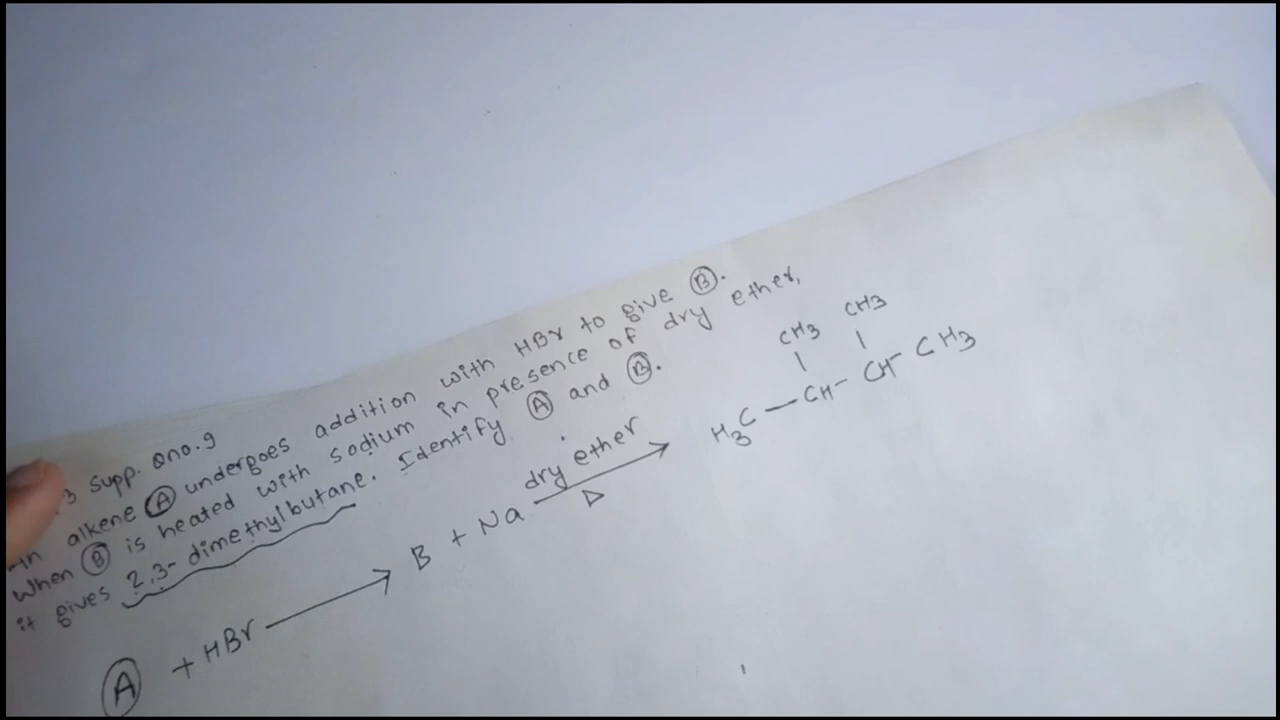 3 Supp. Qno.9
An alkene A undergoes addition with HBr to give B.
When B is heated with sodium in presence of dry ether,
it gives 2,3-dimethylbutane. Identify A and B.
CH3 CH3
A + HBr ⟶ B + Na dry ether ⟶ H3C — CH – CH – CH3
Δ